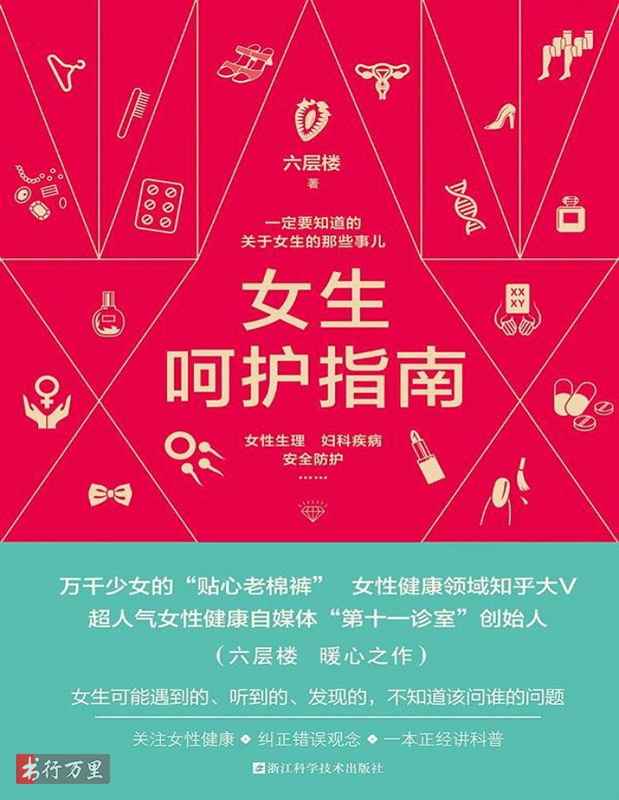 六层楼
著
一定要知道的
关于女生的那些事儿
XX
XY
女生
呵护指南
女性生理 妇科疾病
安全防护
……
万千少女的“贴心老棉裤” 女性健康领域知乎大V
超人气女性健康自媒体“第十一诊室”创始人
(六层楼 暖心之作)
女生可能遇到的、听到的、发现的,不知道该问谁的问题
关注女性健康 纠正错误观念 一本正经讲科普
书行万里
浙江科学技术出版社